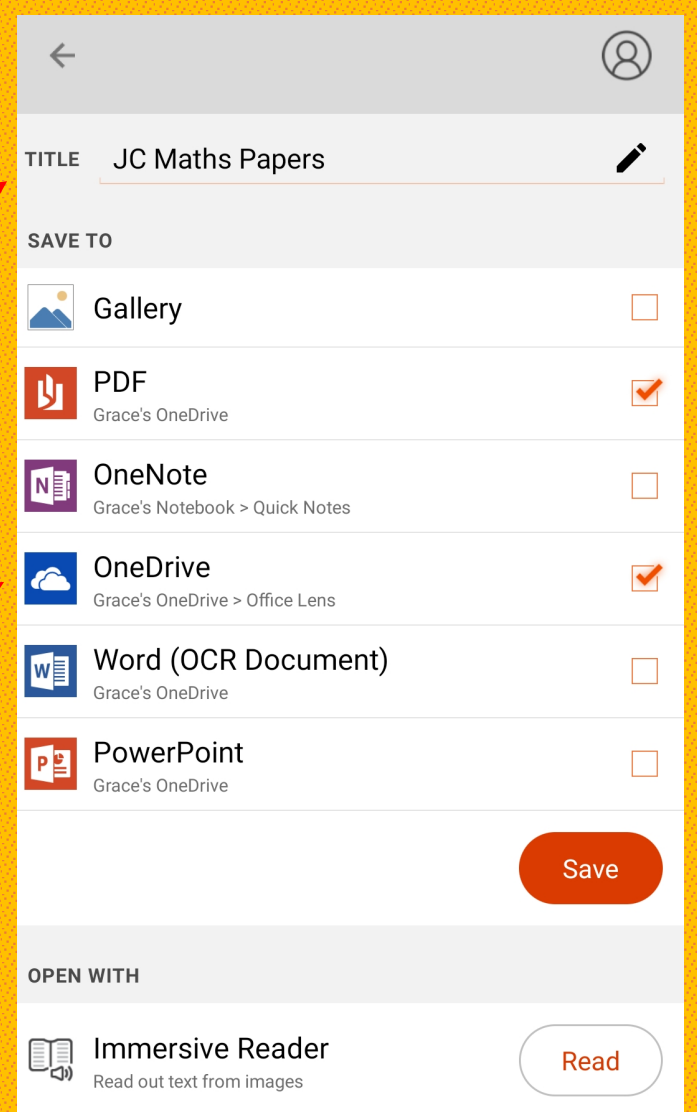 TITLE JC Maths Papers
SAVE TO
Gallery
PDF
Grace's OneDrive
N
OneNote
Grace's Notebook > Quick Notes
OneDrive
Grace's OneDrive > Office Lens
W
Word (OCR Document)
Grace's OneDrive
P
PowerPoint
Grace's OneDrive
Save
OPEN WITH
Immersive Reader
Read out text from images
Read